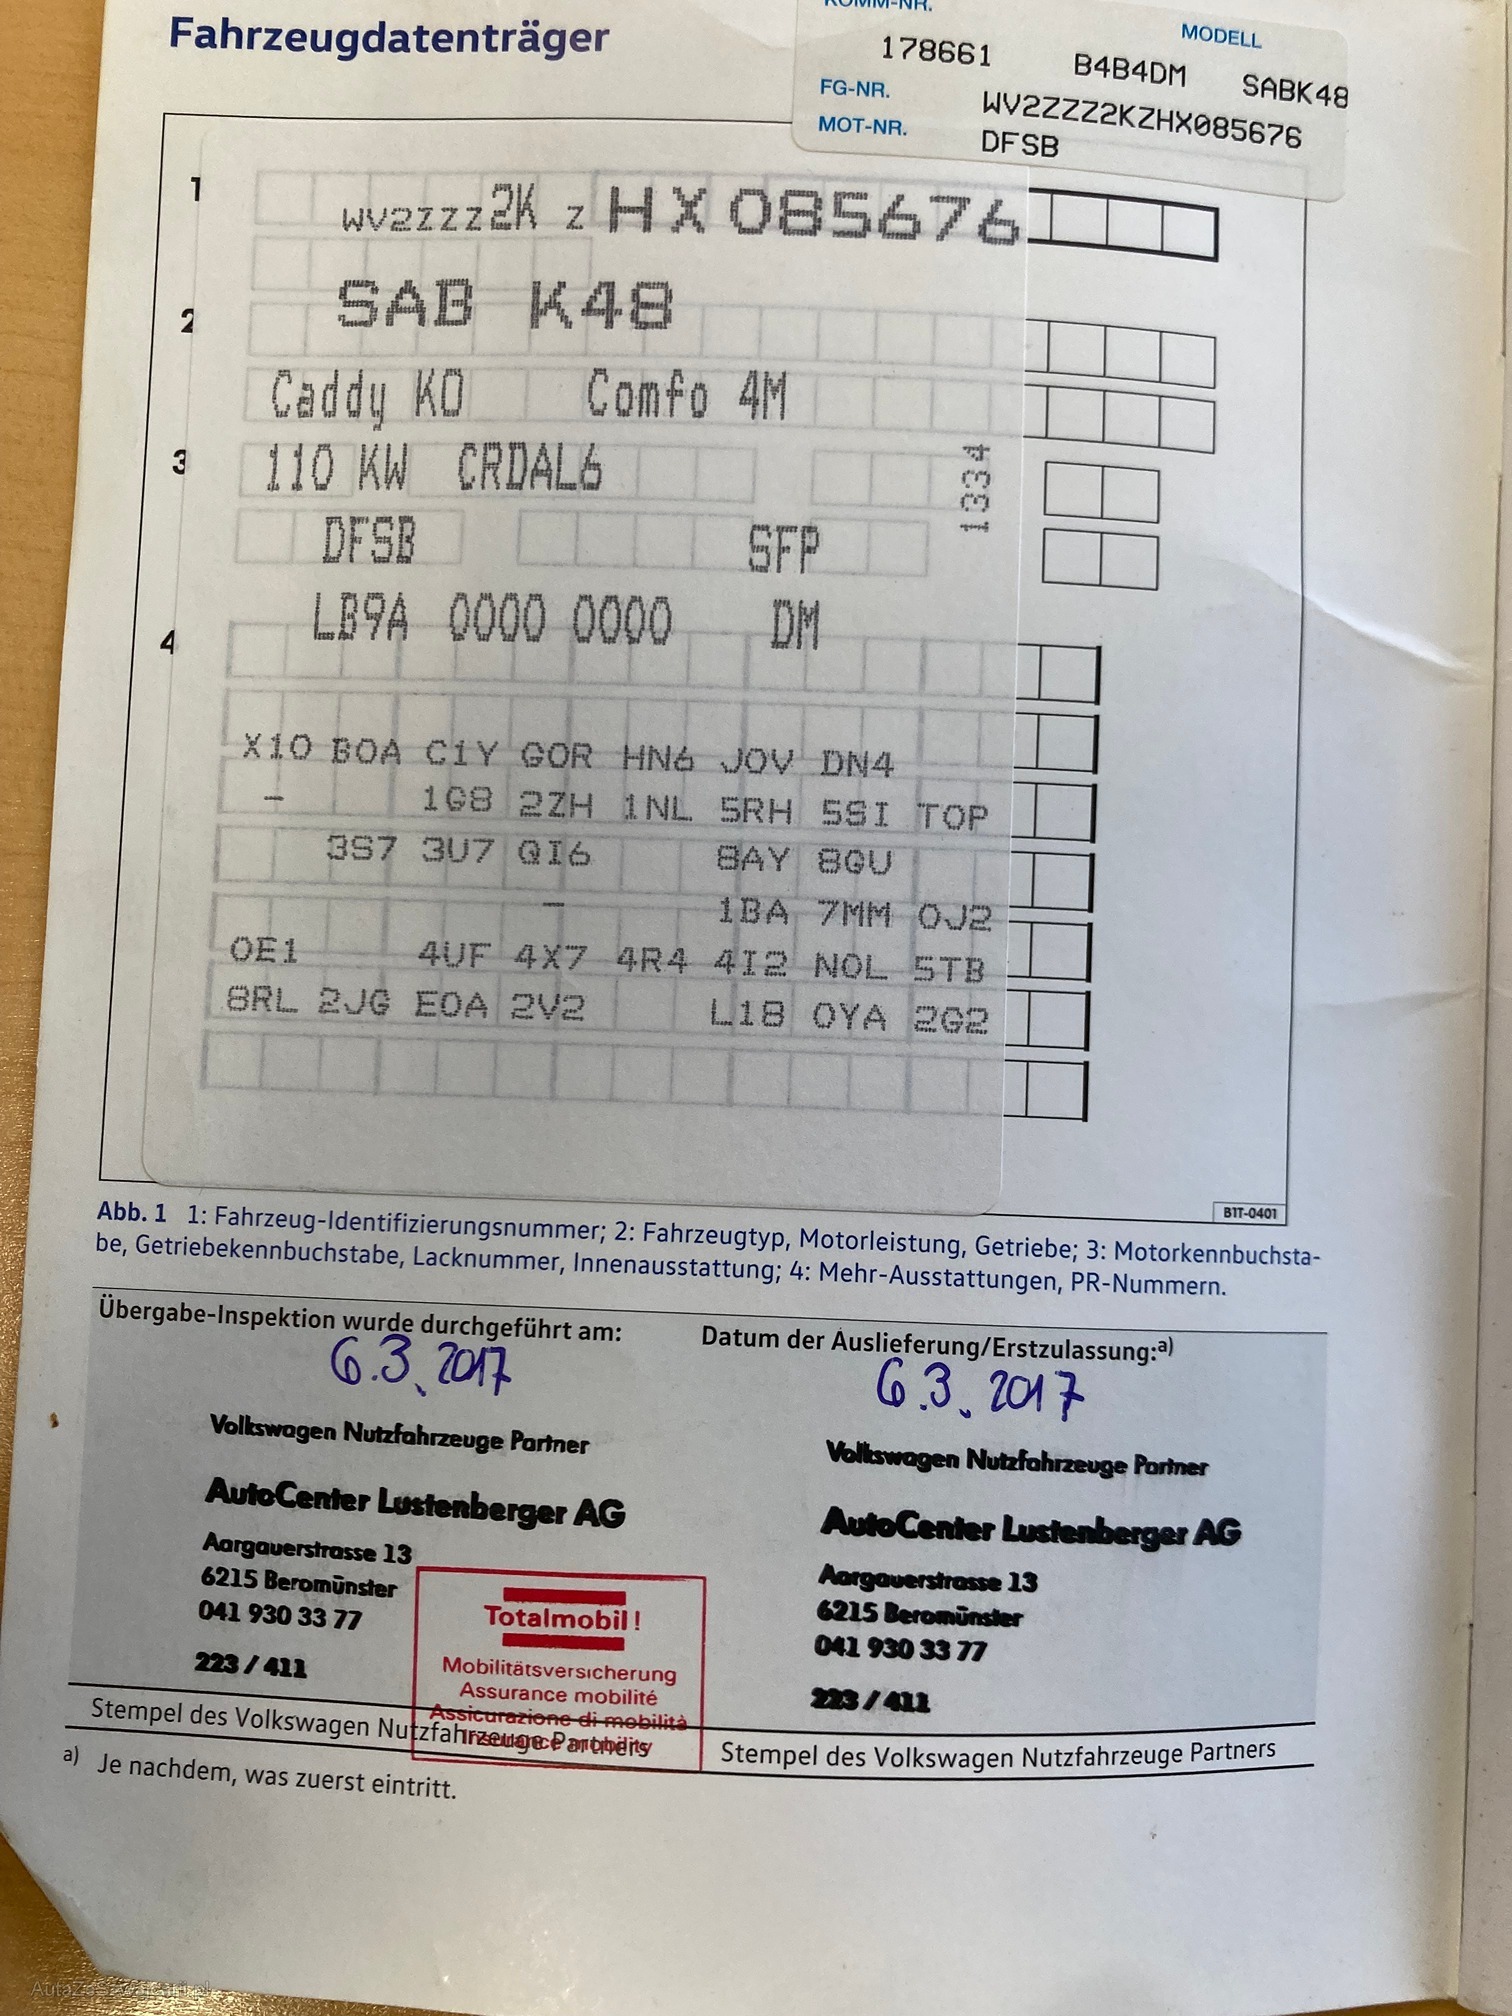 Fahrzeugdatenträger
KOMM-NR.
MODELL
178661 B4B4DM SABK48
FG-NR. WV2ZZZ2KZHX085676
MOT-NR. DFSB
1
WV2ZZZ2K Z HX085676
SAB K48
2
Caddy KO Comfo 4M
3
110 KW CRDAL6
1334
DFSB SFP
LB9A 0000 0000 DM
4
X10 B0A C1Y G0R HN6 J0V DN4
- 1G8 2ZH 1NL 5RH 5SI T0P
3S7 3U7 QI6 8AY 8GU
- 1BA 7MM 0J2
0E1 4UF 4X7 4R4 4I2 N0L 5TB
8RL 2JG E0A 2V2 L18 0YA 2G2
B1T-0401
Abb. 1 1: Fahrzeug-Identifizierungsnummer; 2: Fahrzeugtyp, Motorleistung, Getriebe; 3: Motorkennbuchsta-
be, Getriebekennbuchstabe, Lacknummer, Innenausstattung; 4: Mehr-Ausstattungen, PR-Nummern.
Übergabe-Inspektion wurde durchgeführt am:
6.3.2017
Volkswagen Nutzfahrzeuge Partner
AutoCenter Lustenberger AG
Aargauerstrasse 13
6215 Beromünster
041 930 33 77
223 / 411
Totalmobil!
Mobilitätsversicherung
Assurance mobilité
Assicurazione di mobilità
Insurance mobility
Stempel des Volkswagen Nutzfahrzeuge Partners
Datum der Auslieferung/Erstzulassung:a)
6.3.2017
Volkswagen Nutzfahrzeuge Partner
AutoCenter Lustenberger AG
Aargauerstrasse 13
6215 Beromünster
041 930 33 77
223 / 411
Stempel des Volkswagen Nutzfahrzeuge Partners
a) Je nachdem, was zuerst eintritt.